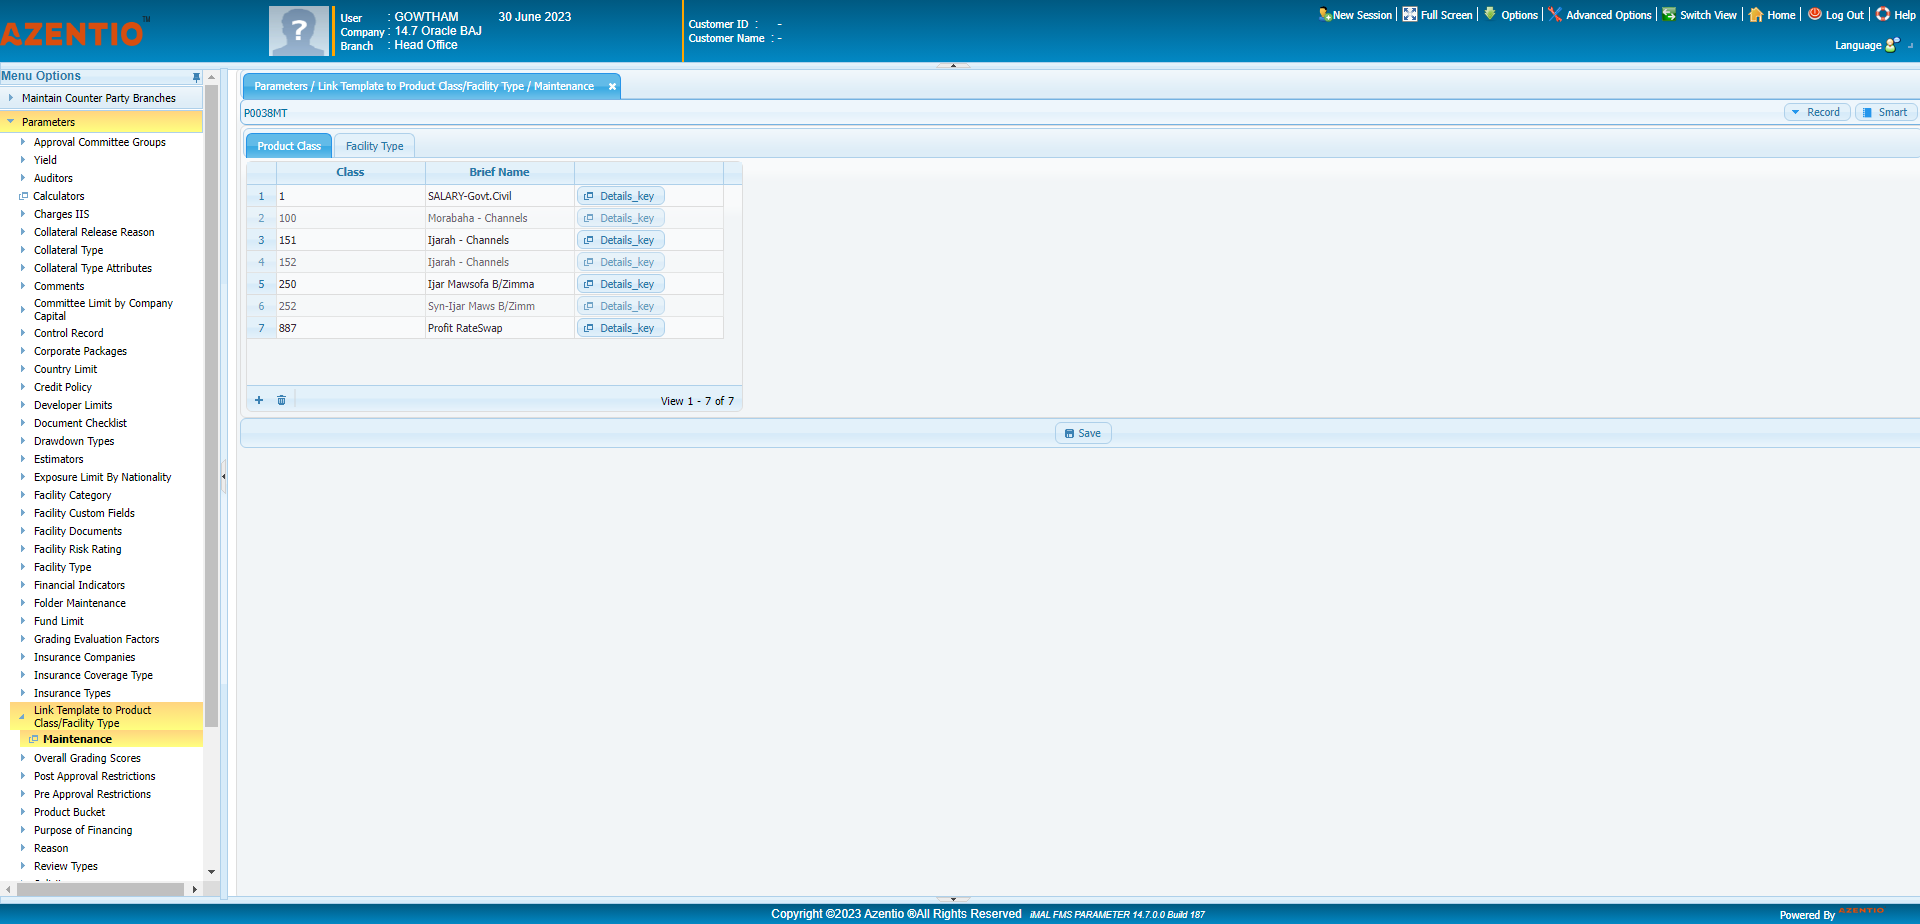 AZENTIO™
User : GOWTHAM 30 June 2023
Company : 14.7 Oracle BAJ
Branch : Head Office
Customer ID : -
Customer Name : -
New Session Full Screen Options Advanced Options Switch View Home Log Out Help
Language
Menu Options
Maintain Counter Party Branches
Parameters
Approval Committee Groups
Yield
Auditors
Calculators
Charges IIS
Collateral Release Reason
Collateral Type
Collateral Type Attributes
Comments
Committee Limit by Company
Capital
Control Record
Corporate Packages
Country Limit
Credit Policy
Developer Limits
Document Checklist
Drawdown Types
Estimators
Exposure Limit By Nationality
Facility Category
Facility Custom Fields
Facility Documents
Facility Risk Rating
Facility Type
Financial Indicators
Folder Maintenance
Fund Limit
Grading Evaluation Factors
Insurance Companies
Insurance Coverage Type
Insurance Types
Link Template to Product
Class/Facility Type
Maintenance
Overall Grading Scores
Post Approval Restrictions
Pre Approval Restrictions
Product Bucket
Purpose of Financing
Reason
Review Types
Parameters / Link Template to Product Class/Facility Type / Maintenance
P0038MT
Record Smart
Product Class Facility Type
Class Brief Name
1 1 SALARY-Govt.Civil Details_key
2 100 Morabaha - Channels Details_key
3 151 Ijarah - Channels Details_key
4 152 Ijarah - Channels Details_key
5 250 Ijar Mawsofa B/Zimma Details_key
6 252 Syn-Ijar Maws B/Zimm Details_key
7 887 Profit RateSwap Details_key
View 1 - 7 of 7
Save
Copyright ©2023 Azentio ®All Rights Reserved iMAL FMS PARAMETER 14.7.0.0 Build 187
Powered By AZENTIO